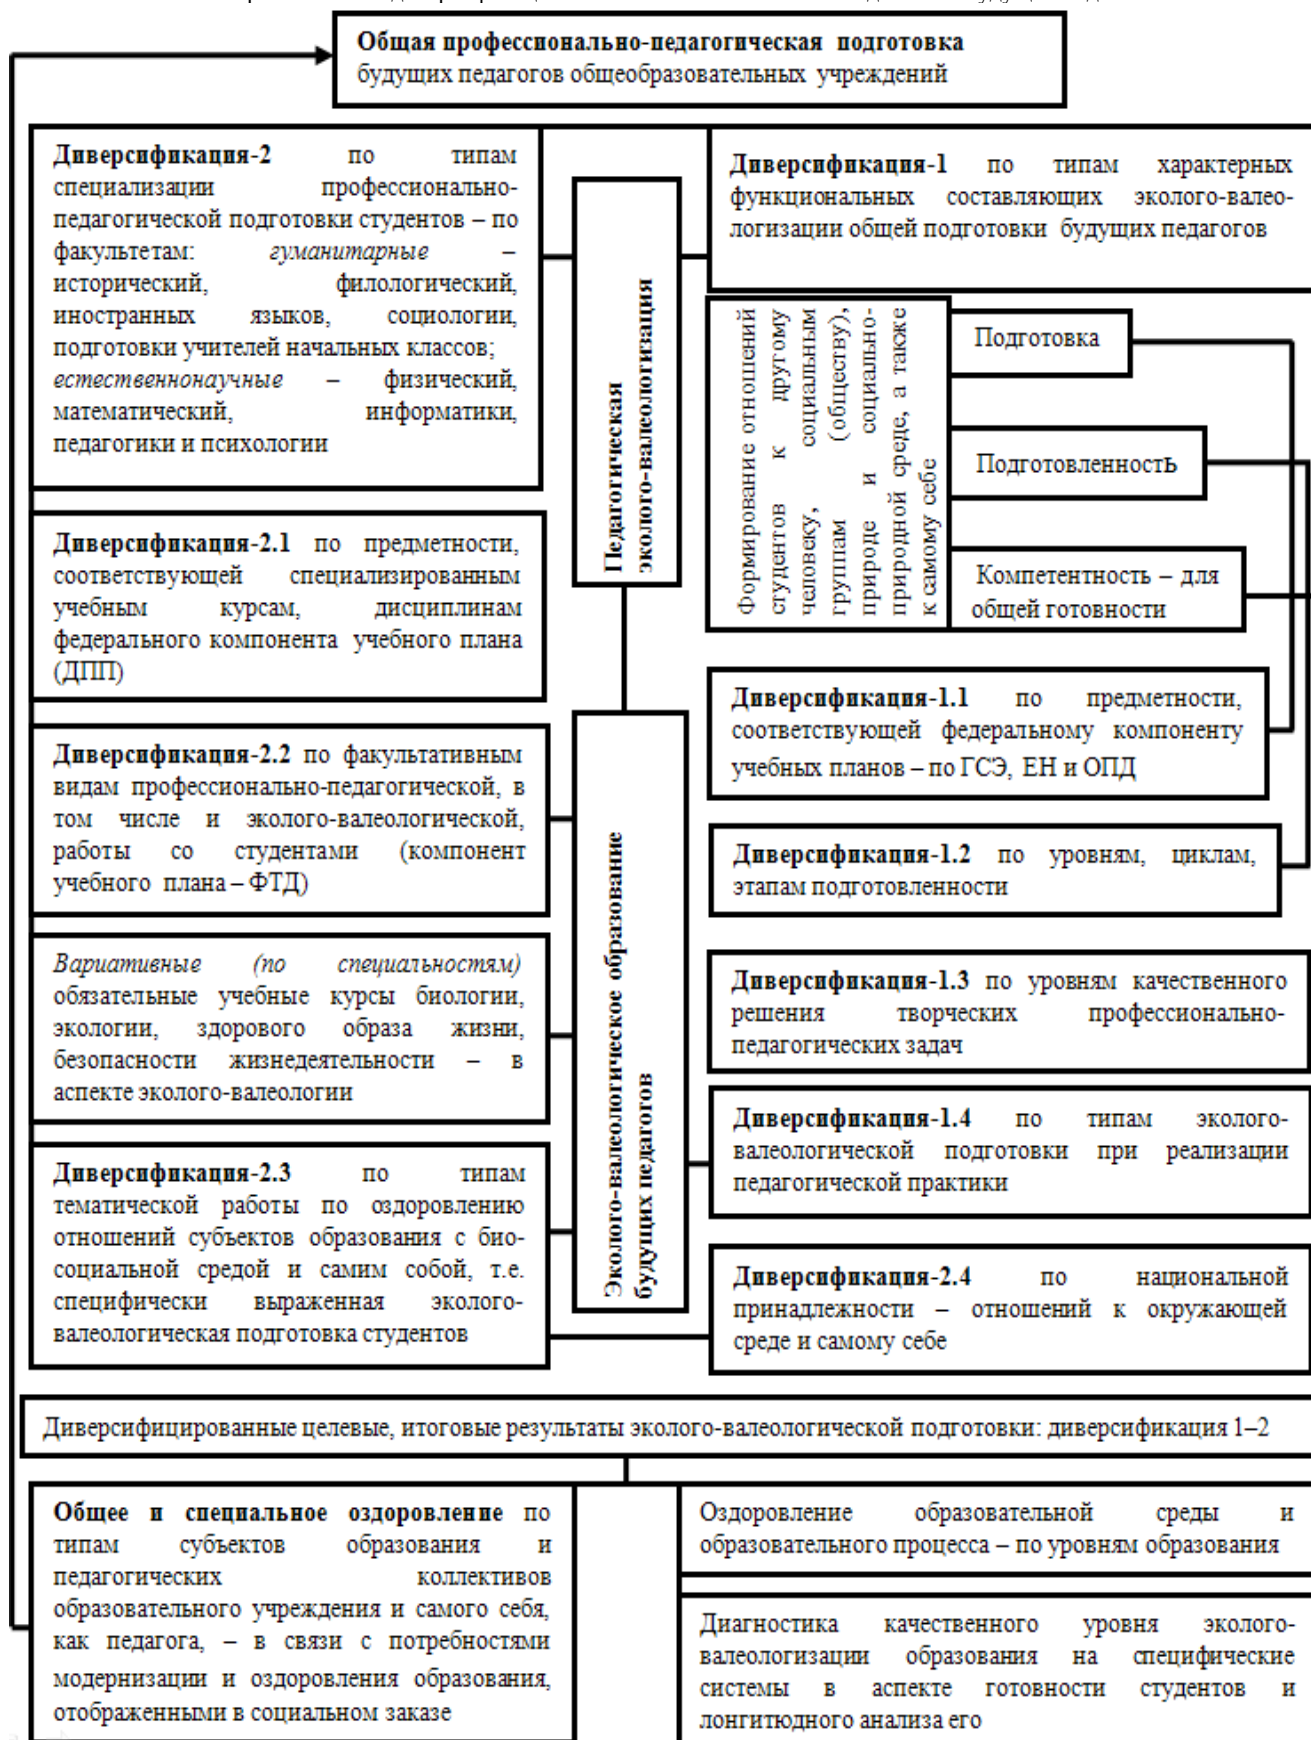 Общая профессионально-педагогическая подготовка
будущих педагогов общеобразовательных учреждений
Диверсификация-2 по типам
специализации профессионально-
педагогической подготовки студентов – по
факультетам: гуманитарные –
исторический, филологический,
иностранных языков, социологии,
подготовки учителей начальных классов;
естественнонаучные – физический,
математический, информатики,
педагогики и психологии
Диверсификация-2.1 по предметности,
соответствующей специализированным
учебным курсам, дисциплинам
федерального компонента учебного плана
(ДПП)
Диверсификация-2.2 по факультативным
видам профессионально-педагогической, в
том числе и эколого-валеологической,
работы со студентами (компонент
учебного плана – ФТД)
Вариативные (по специальностям)
обязательные учебные курсы биологии,
экологии, здорового образа жизни,
безопасности жизнедеятельности – в
аспекте эколого-валеологии
Диверсификация-2.3 по типам
тематической работы по оздоровлению
отношений субъектов образования с био-
социальной средой и самим собой, т.е.
специфически выраженная эколого-
валеологическая подготовка студентов
Педагогическая
эколого-валеологизация
Эколого-валеологическое образование
будущих педагогов
Диверсификация-1 по типам характерных
функциональных составляющих эколого-валео-
логизации общей подготовки будущих педагогов
Формирование отношений
студентов к другому
человеку, социальным
группам (обществу),
природе и социально-
природной среде, а также
к самому себе
Подготовка
Подготовленность
Компетентность – для
общей готовности
Диверсификация-1.1 по предметности,
соответствующей федеральному компоненту
учебных планов – по ГСЭ, ЕН и ОПД
Диверсификация-1.2 по уровням, циклам,
этапам подготовленности
Диверсификация-1.3 по уровням качественного
решения творческих профессионально-
педагогических задач
Диверсификация-1.4 по типам эколого-
валеологической подготовки при реализации
педагогической практики
Диверсификация-2.4 по национальной
принадлежности – отношений к окружающей
среде и самому себе
Диверсифицированные целевые, итоговые результаты эколого-валеологической подготовки: диверсификация 1–2
Общее и специальное оздоровление по
типам субъектов образования и
педагогических коллективов
образовательного учреждения и самого себя,
как педагога, – в связи с потребностями
модернизации и оздоровления образования,
отображенными в социальном заказе
Оздоровление образовательной среды и
образовательного процесса – по уровням образования
Диагностика качественного уровня эколого-
валеологизации образования на специфические
системы в аспекте готовности студентов и
лонгитюдного анализа его